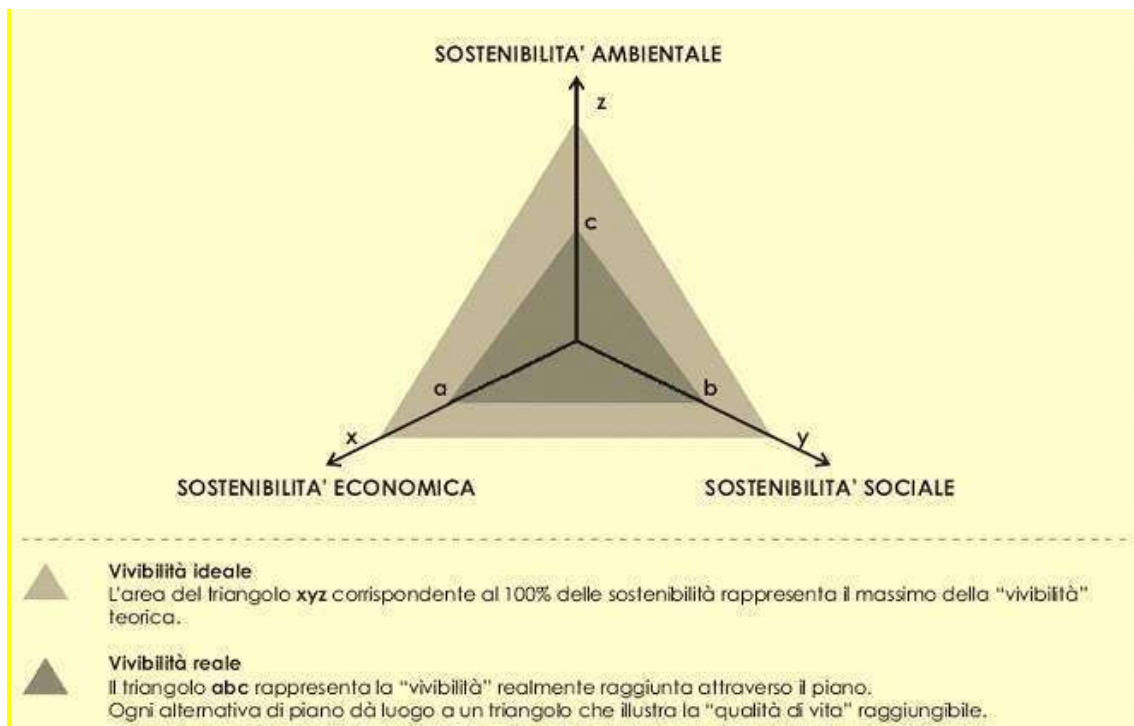 SOSTENIBILITA' AMBIENTALE
z
c
a
b
x
y
SOSTENIBILITA' ECONOMICA
SOSTENIBILITA' SOCIALE
Vivibilità ideale
L'area del triangolo xyz corrispondente al 100% delle sostenibilità rappresenta il massimo della "vivibilità"
teorica.
Vivibilità reale
Il triangolo abc rappresenta la "vivibilità" realmente raggiunta attraverso il piano.
Ogni alternativa di piano dà luogo a un triangolo che illustra la "qualità di vita" raggiungibile.